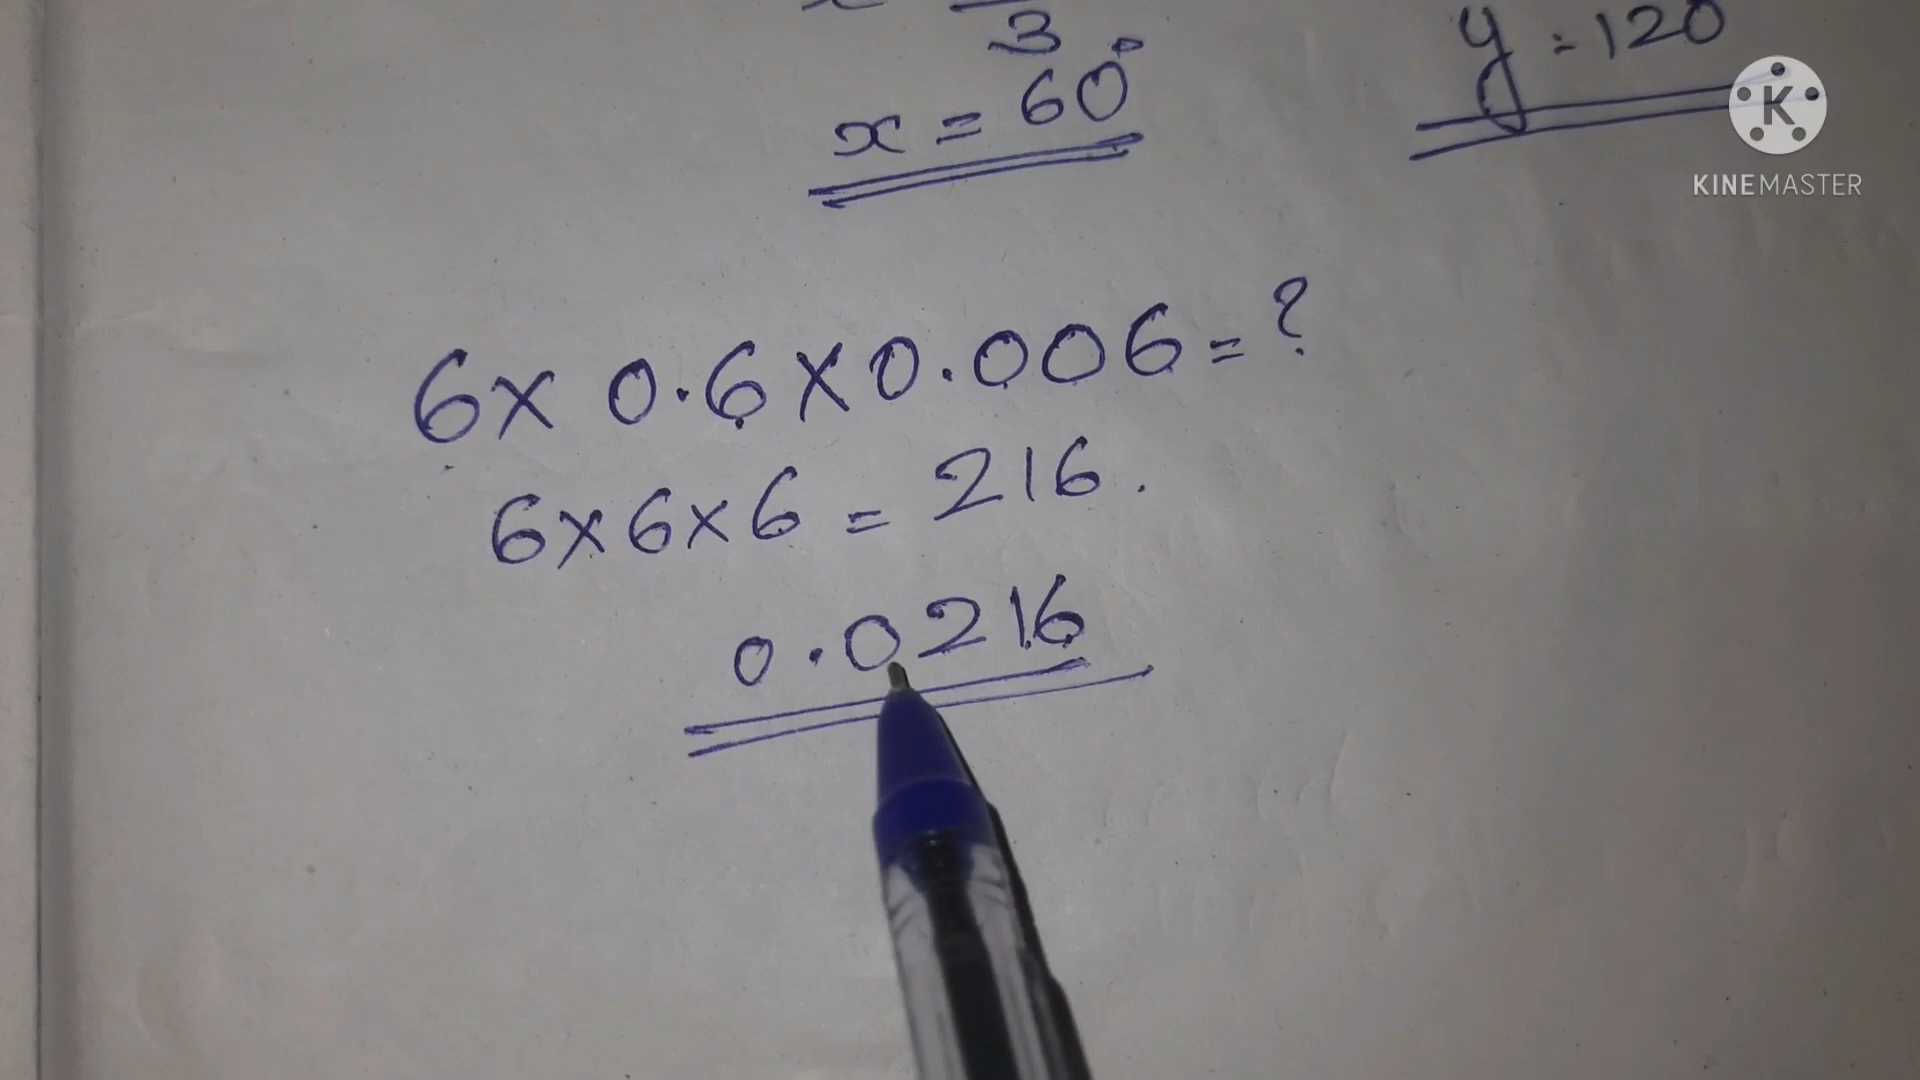 3
x = 60°
y = 120
K
KINEMASTER
6 x 0.6 x 0.006 = ?
6 x 6 x 6 = 216.
0.0216